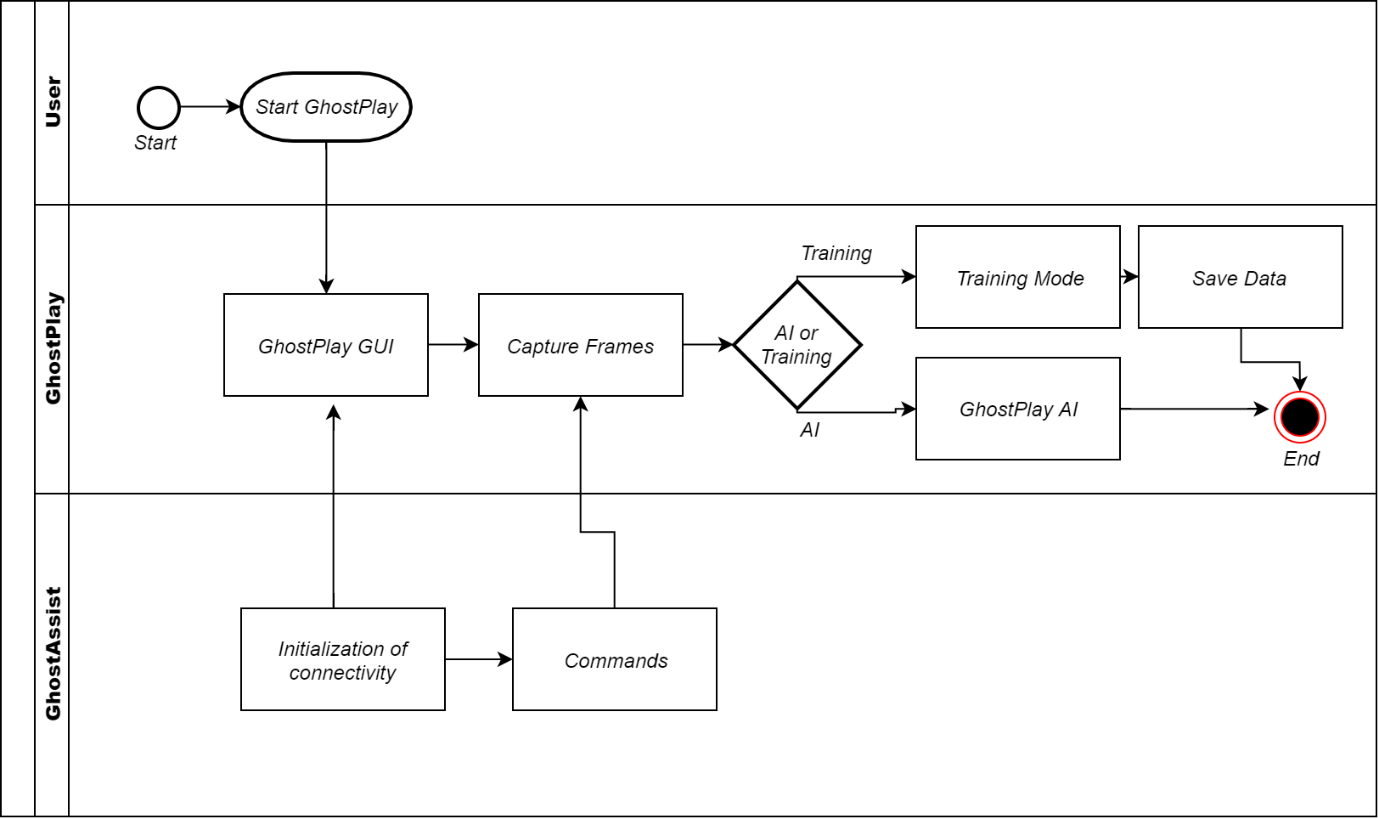 User
Start
Start GhostPlay
GhostPlay
GhostPlay GUI
Capture Frames
AI or
Training
Training
Training Mode
Save Data
AI
GhostPlay AI
End
GhostAssist
Initialization of
connectivity
Commands